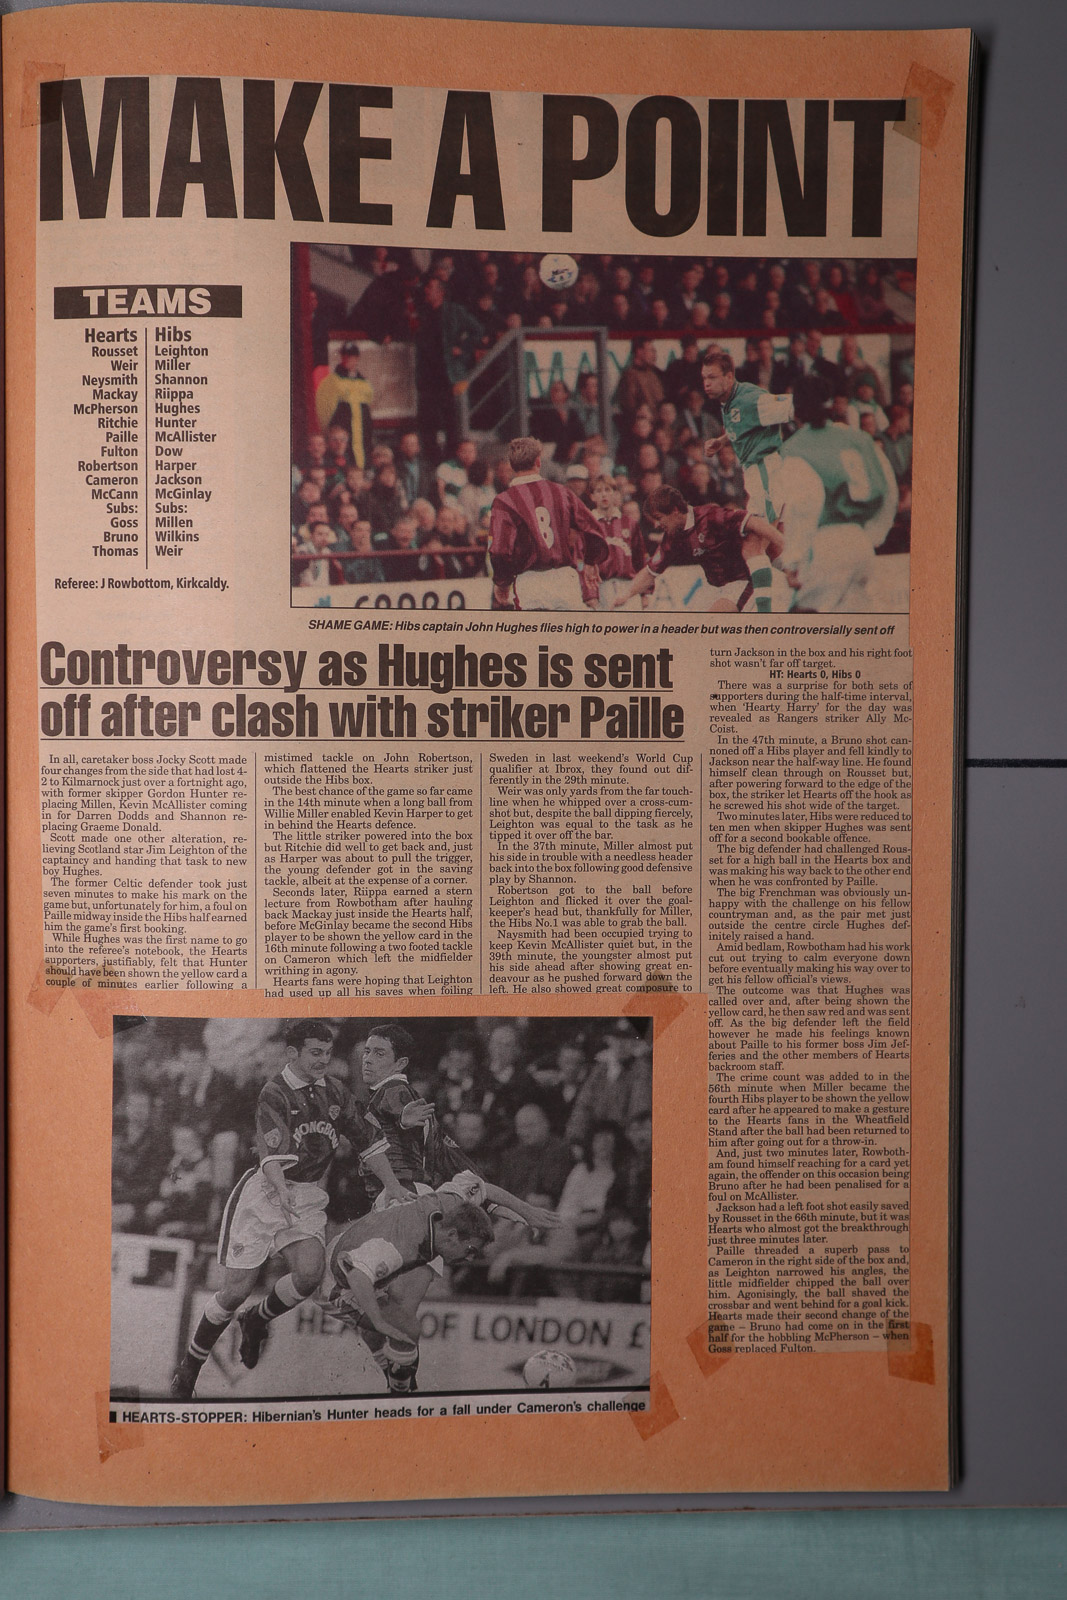 MAKE A POINT
TEAMS
Hearts Hibs
Rousset Leighton
Weir Miller
Neysmith Shannon
Mackay Riippa
McPherson Hughes
Ritchie Hunter
Paille McAllister
Fulton Dow
Robertson Harper
Cameron Jackson
McCann McGinlay
Subs: Subs:
Goss Millen
Bruno Wilkins
Thomas Weir
Referee: J Rowbottom, Kirkcaldy.
8
SHAME GAME: Hibs captain John Hughes flies high to power in a header but was then controversially sent off
Controversy as Hughes is sent
off after clash with striker Paille
In all, caretaker boss Jocky Scott made
four changes from the side that had lost 4-
2 to Kilmarnock just over a fortnight ago,
with former skipper Gordon Hunter re-
placing Millen, Kevin McAllister coming
in for Darren Dodds and Shannon re-
placing Graeme Donald.
Scott made one other alteration, re-
lieving Scotland star Jim Leighton of the
captaincy and handing that task to new
boy Hughes.
The former Celtic defender took just
seven minutes to make his mark on the
game but, unfortunately for him, a foul on
Paille midway inside the Hibs half earned
him the game's first booking.
While Hughes was the first name to go
into the referee's notebook, the Hearts
supporters, justifiably, felt that Hunter
should have been shown the yellow card a
couple of minutes earlier following a
mistimed tackle on John Robertson,
which flattened the Hearts striker just
outside the Hibs box.
The best chance of the game so far came
in the 14th minute when a long ball from
Willie Miller enabled Kevin Harper to get
in behind the Hearts defence.
The little striker powered into the box
but Ritchie did well to get back and, just
as Harper was about to pull the trigger,
the young defender got in the saving
tackle, albeit at the expense of a corner.
Seconds later, Riipa earned a stern
lecture from Rowbotham after hauling
back Mackay just inside the Hearts half,
before McGinlay became the second Hibs
player to be shown the yellow card in the
16th minute following a two footed tackle
on Cameron which left the midfielder
writhing in agony.
Hearts fans were hoping that Leighton
had used up all his saves when foiling
Sweden in last weekend's World Cup
qualifier at Ibrox, they found out dif-
ferently in the 29th minute.
Weir was only yards from the far touch-
line when he whipped over a cross-cum-
shot but, despite the ball dipping fiercely,
Leighton was equal to the task as he
tipped it over off the bar.
In the 37th minute, Miller almost put
his side in trouble with a needless header
back into the box following good defensive
play by Shannon.
Robertson got to the ball before
Leighton and flicked it over the goal-
keeper's head but, thankfully for Miller,
the Hibs No.1 was able to grab the ball.
Naysmith had been occupied trying to
keep Kevin McAllister quiet but, in the
39th minute, the youngster almost put
his side ahead after showing great en-
deavour as he pushed forward down the
left. He also showed great composure to
turn Jackson in the box and his right foot
shot wasn't far off target.
HT: Hearts 0, Hibs 0
There was a surprise for both sets of
supporters during the half-time interval,
when 'Hearty Harry' for the day was
revealed as Rangers striker Ally Mc-
Coist.
In the 47th minute, a Bruno shot can-
noned off a Hibs player and fell kindly to
Jackson near the half-way line. He found
himself clean through on Rousset but,
after powering forward to the edge of the
box, the striker let Hearts off the hook as
he screwed his shot wide of the target.
Two minutes later, Hibs were reduced to
ten men when skipper Hughes was sent
off for a second bookable offence.
The big defender had challenged Rous-
set for a high ball in the Hearts box and
was making his way back to the other end
when he was confronted by Paille.
The big Frenchman was obviously un-
happy with the challenge on his fellow
countryman and, as the pair met just
outside the centre circle Hughes def-
initely raised a hand.
Amid bedlam, Rowbotham had his work
cut out trying to calm everyone down
before eventually making his way over to
get his fellow official's views.
The outcome was that Hughes was
called over and, after being shown the
yellow card, he then saw red and was sent
off. As the big defender left the field
however he made his feelings known
about Paille to his former boss Jim Jef-
feries and the other members of Hearts
backroom staff.
The crime count was added to in the
56th minute when Miller became the
fourth Hibs player to be shown the yellow
card after he appeared to make a gesture
to the Hearts fans in the Wheatfield
Stand after the ball had been returned to
him after going out for a throw-in.
And, just two minutes later, Rowboth-
am found himself reaching for a card yet
again, the offender on this occasion being
Bruno after he had been penalised for a
foul on McAllister.
Jackson had a left foot shot easily saved
by Rousset in the 66th minute, but it was
Hearts who almost got the breakthrough
just three minutes later.
Paille threaded a superb pass to
Cameron in the right side of the box and,
as Leighton narrowed his angles, the
little midfielder chipped the ball over
him. Agonisingly, the ball shaved the
crossbar and went behind for a goal kick.
Hearts made their second change of the
game – Bruno had come on in the first
half for the hobbling McPherson – when
Goss replaced Fulton.
OF LONDON £
HEARTS-STOPPER: Hibernian's Hunter heads for a fall under Cameron's challenge